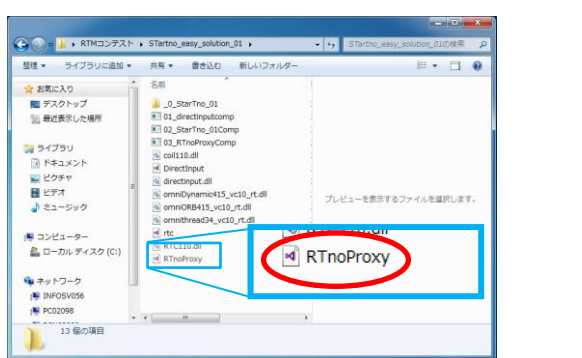 RTMコンテスト ▸ STartno_easy_solution_01 ▸
STartno_easy_solution_01の検索
整理 ライブラリに追加 共有 書き込む 新しいフォルダー
お気に入り
デスクトップ
最近表示した場所
ライブラリ
ドキュメント
ピクチャ
ビデオ
ミュージック
コンピューター
ローカル ディスク (C:)
ネットワーク
INFOSV056
PC02098
名前
_0_StarTno_01
01_directinputcomp
02_StarTno_01Comp
03_RTnoProxyComp
coil110.dll
DirectInput
directinput.dll
omniDynamic415_vc10_rt.dll
omniORB415_vc10_rt.dll
omnithread34_vc10_rt.dll
rtc
RTC110.dll
RTnoProxy
プレビューを表示するファイルを選択します。
RTnoProxy
13 個の項目